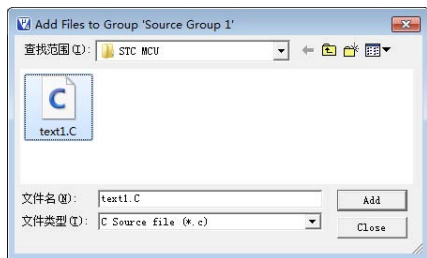 Add Files to Group 'Source Group 1'
查找范围(I):
STC MCU
C
text1.C
文件名(N):
text1.C
Add
文件类型(T):
C Source file (*.c)
Close